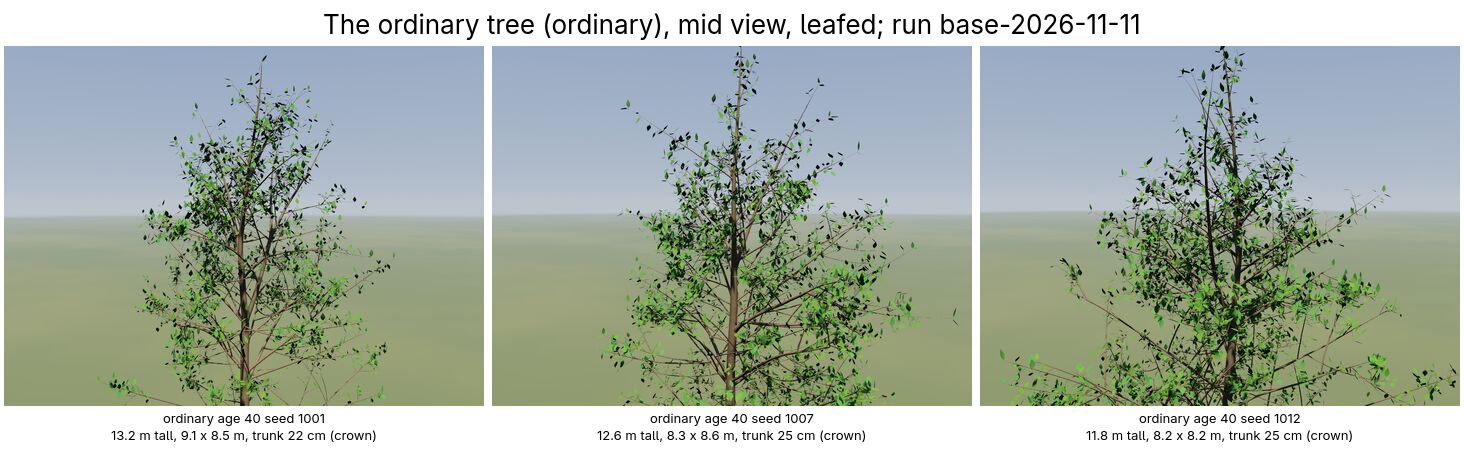 The ordinary tree (ordinary), mid view, leafed; run base-2026-11-11
ordinary age 40 seed 1001
13.2 m tall, 9.1 x 8.5 m, trunk 22 cm (crown)
ordinary age 40 seed 1007
12.6 m tall, 8.3 x 8.6 m, trunk 25 cm (crown)
ordinary age 40 seed 1012
11.8 m tall, 8.2 x 8.2 m, trunk 25 cm (crown)